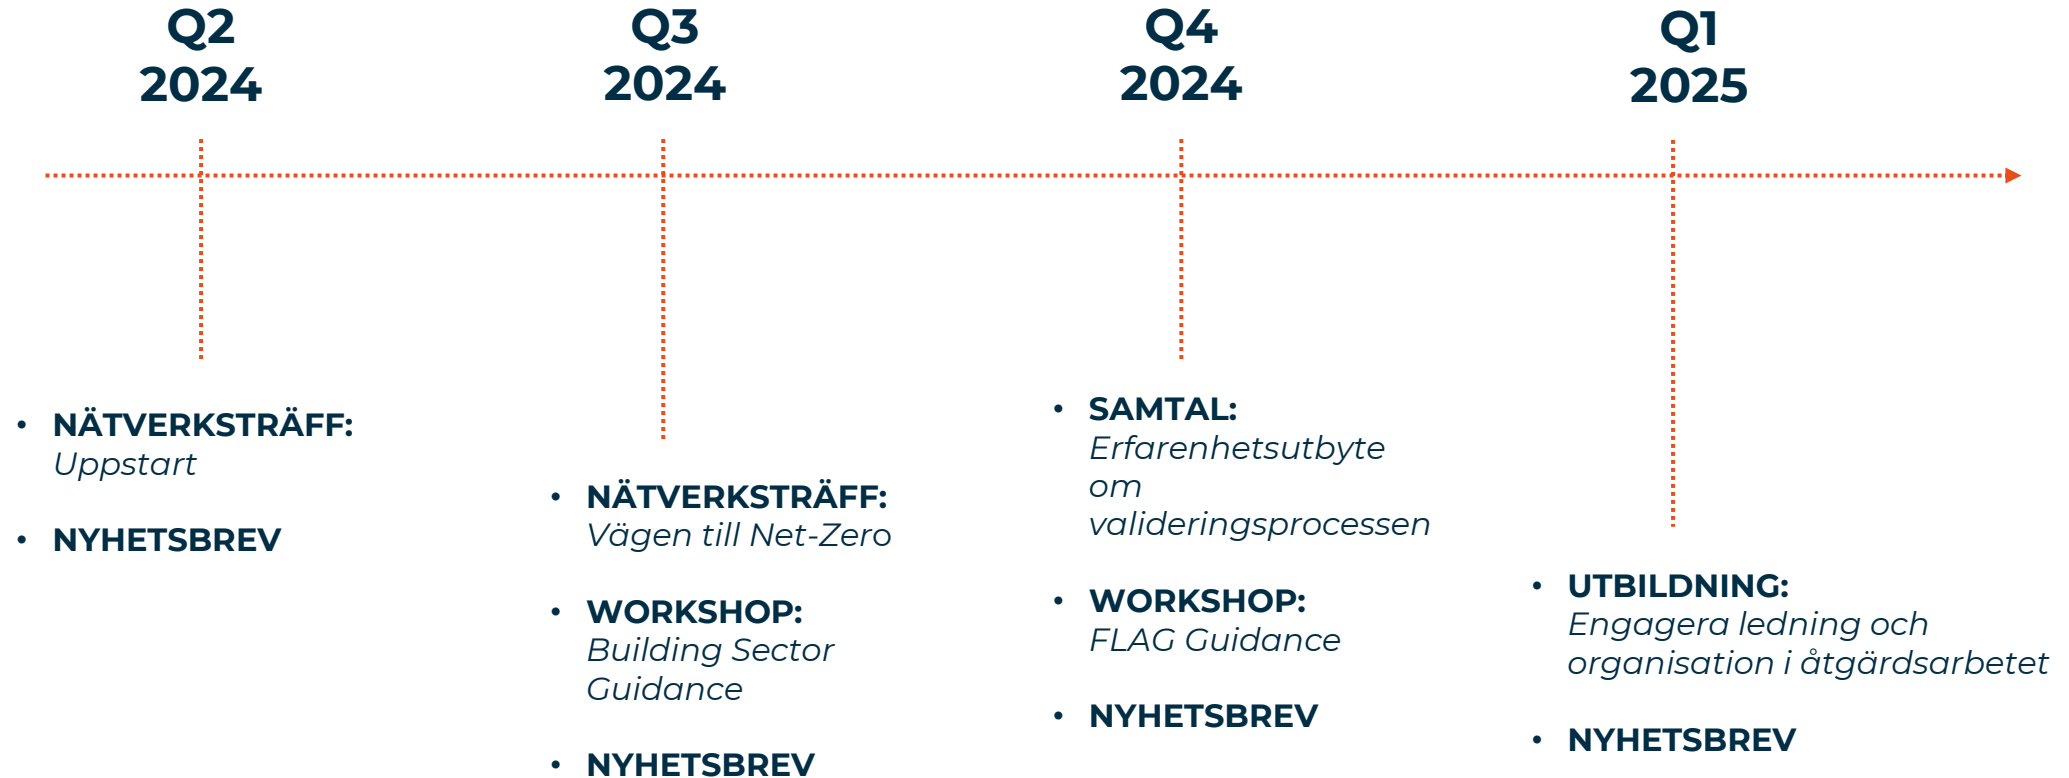 Q2
2024
Q3
2024
Q4
2024
Q1
2025
• NÄTVERKSTRÄFF:
Uppstart
• NYHETSBREV
• NÄTVERKSTRÄFF:
Vägen till Net-Zero
• WORKSHOP:
Building Sector
Guidance
• NYHETSBREV
• SAMTAL:
Erfarenhetsutbyte
om
valideringsprocessen
• WORKSHOP:
FLAG Guidance
• NYHETSBREV
• UTBILDNING:
Engagera ledning och
organisation i åtgärdsarbetet
• NYHETSBREV